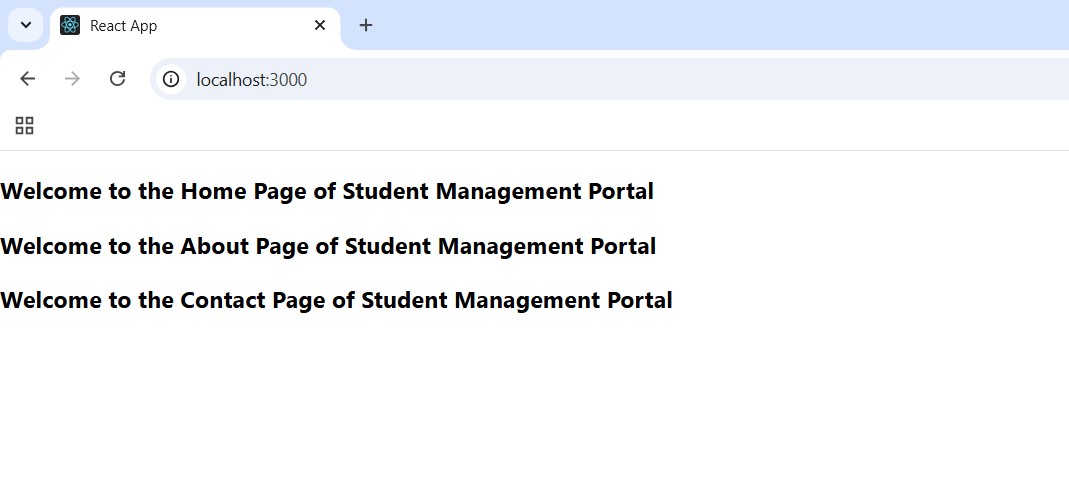 React App
localhost:3000
Welcome to the Home Page of Student Management Portal
Welcome to the About Page of Student Management Portal
Welcome to the Contact Page of Student Management Portal